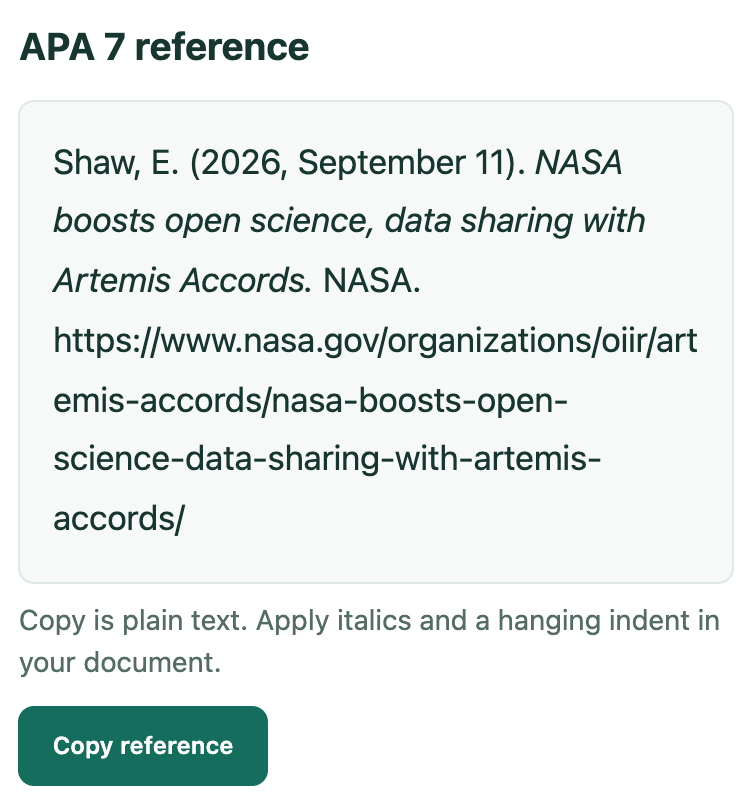 APA 7 reference
Shaw, E. (2026, September 11). NASA
boosts open science, data sharing with
Artemis Accords. NASA.
https://www.nasa.gov/organizations/oiir/art
emis-accords/nasa-boosts-open-
science-data-sharing-with-artemis-
accords/
Copy is plain text. Apply italics and a hanging indent in
your document.
Copy reference